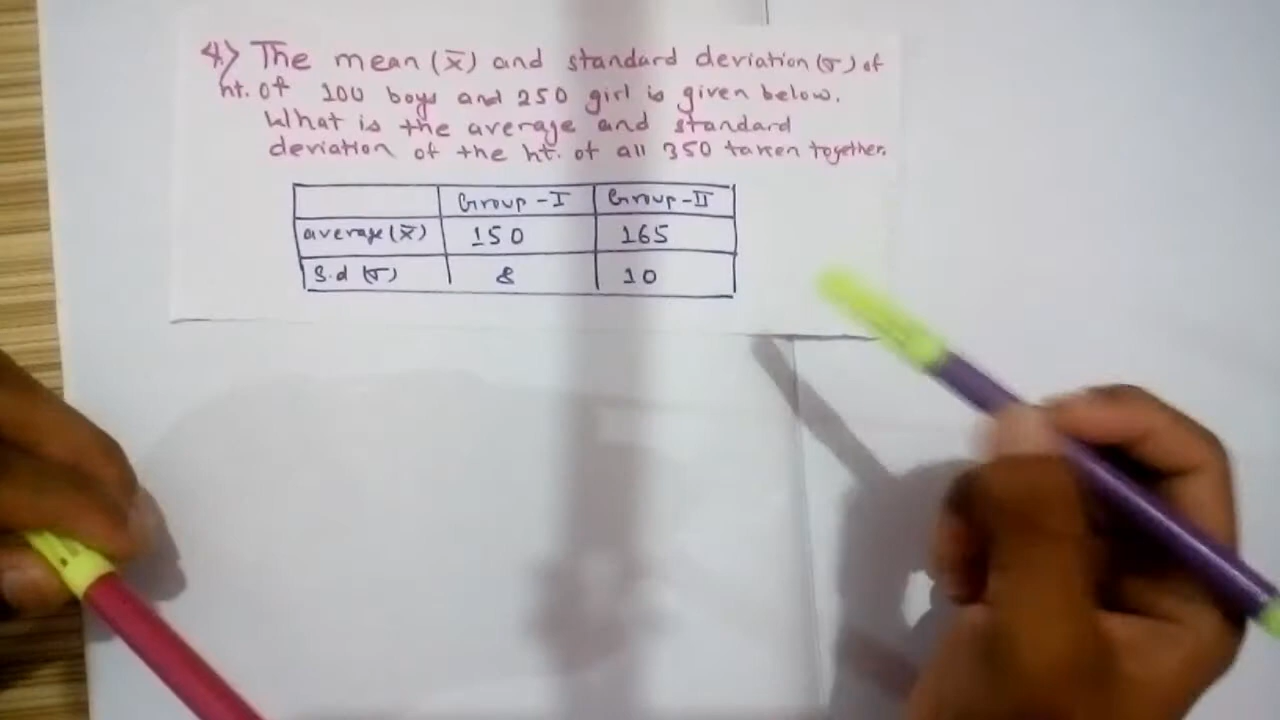 4) The mean (x̄) and standard deviation (σ) of
ht. of 100 boys and 250 girl is given below.
What is the average and standard
deviation of the ht. of all 350 taken together.
Group - I Group - II
average (x̄) 150 165
S.d (σ) 8 10